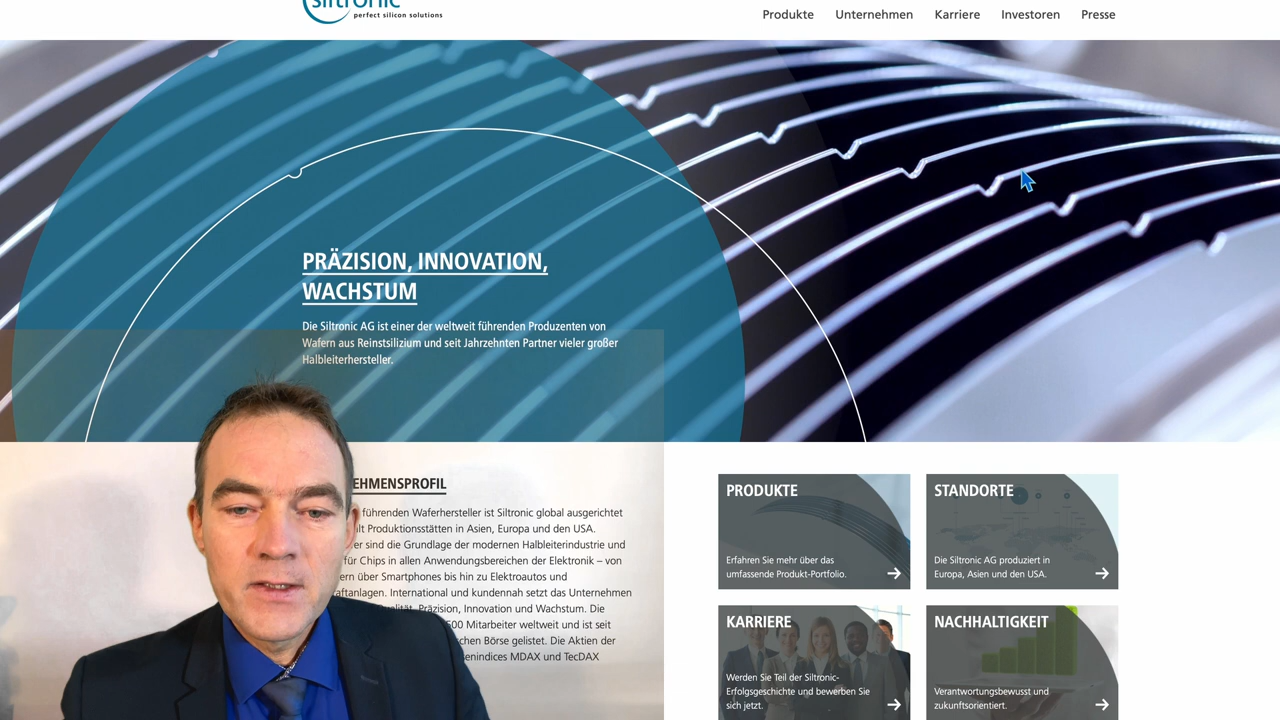 siltronic
perfect silicon solutions
Produkte Unternehmen Karriere Investoren Presse
PRÄZISION, INNOVATION,
WACHSTUM
Die Siltronic AG ist einer der weltweit führenden Produzenten von
Wafern aus Reinstsilizium und seit Jahrzehnten Partner vieler großer
Halbleiterhersteller.
EHMENSPROFIL
führenden Waferhersteller ist Siltronic global ausgerichtet
lt Produktionsstätten in Asien, Europa und den USA.
er sind die Grundlage der modernen Halbleiterindustrie und
für Chips in allen Anwendungsbereichen der Elektronik – von
ern über Smartphones bis hin zu Elektroautos und
aftanlagen. International und kundennah setzt das Unternehmen
Qualität, Präzision, Innovation und Wachstum. Die
500 Mitarbeiter weltweit und ist seit
schen Börse gelistet. Die Aktien der
enindices MDAX und TecDAX
PRODUKTE
Erfahren Sie mehr über das
umfassende Produkt-Portfolio.
STANDORTE
Die Siltronic AG produziert in
Europa, Asien und den USA.
KARRIERE
Werden Sie Teil der Siltronic-
Erfolgsgeschichte und bewerben Sie
sich jetzt.
NACHHALTIGKEIT
Verantwortungsbewusst und
zukunftsorientiert.